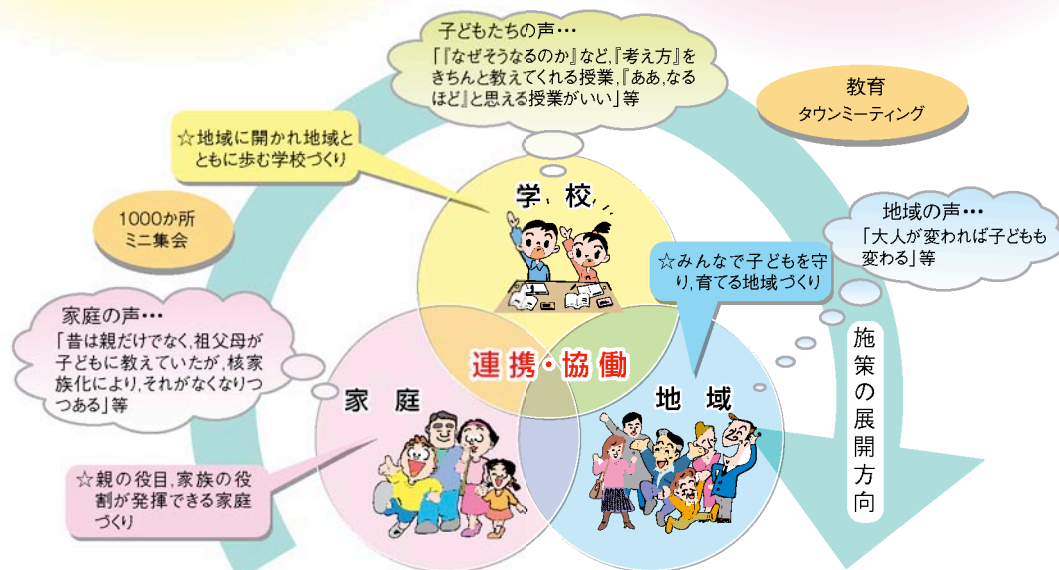 子どもたちの声…
「『なぜそうなるのか』など,『考え方』を
きちんと教えてくれる授業,『ああ,なる
ほど』と思える授業がいい」等
教育
タウンミーティング
☆地域に開かれ地域と
ともに歩む学校づくり
学校
1000か所
ミニ集会
地域の声…
「大人が変われば子どもも
変わる」等
☆みんなで子どもを守
り,育てる地域づくり
家庭の声…
「昔は親だけでなく,祖父母が
子どもに教えていたが,核家
族化により,それがなくなりつ
つある」等
連携・協働
家庭
地域
施策の展開方向
☆親の役目,家族の役
割が発揮できる家庭
づくり